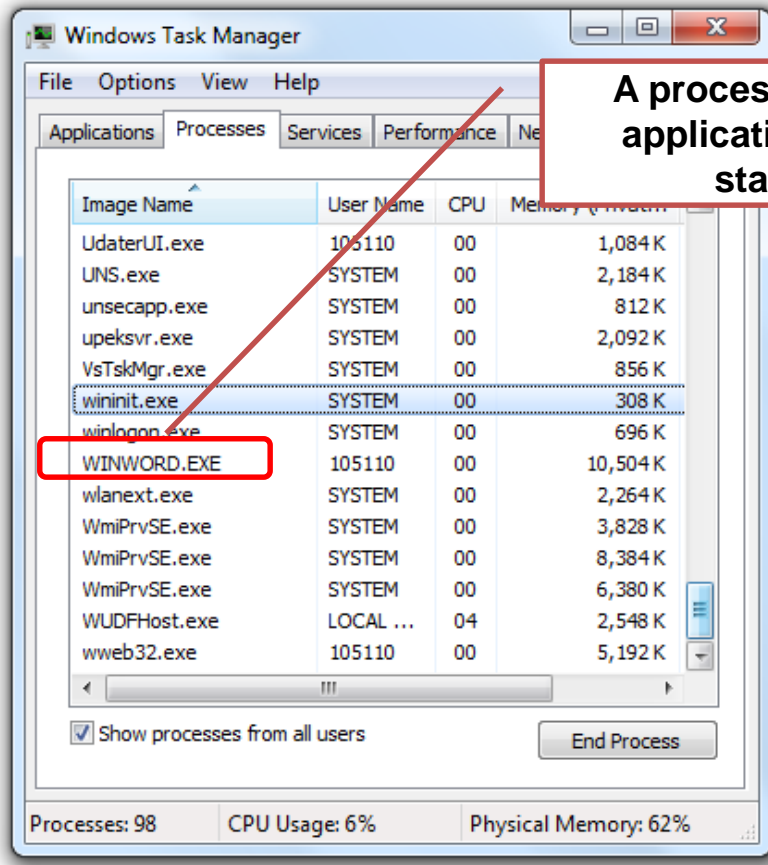 Windows Task Manager
File Options View Help
A proces
applicati
sta
Applications Processes Services Performance Ne
Image Name User Name CPU
UdaterUI.exe 105110 00 1,084 K
UNS.exe SYSTEM 00 2,184 K
unsecapp.exe SYSTEM 00 812 K
upeksvr.exe SYSTEM 00 2,092 K
VsTskMgr.exe SYSTEM 00 856 K
wininit.exe SYSTEM 00 308 K
winlogon.exe SYSTEM 00 696 K
WINWORD.EXE 105110 00 10,504 K
wlanext.exe SYSTEM 00 2,264 K
WmiPrvSE.exe SYSTEM 00 3,828 K
WmiPrvSE.exe SYSTEM 00 8,384 K
WmiPrvSE.exe SYSTEM 00 6,380 K
WUDFHost.exe LOCAL ... 04 2,548 K
wweb32.exe 105110 00 5,192 K
Show processes from all users
End Process
Processes: 98 CPU Usage: 6% Physical Memory: 62%